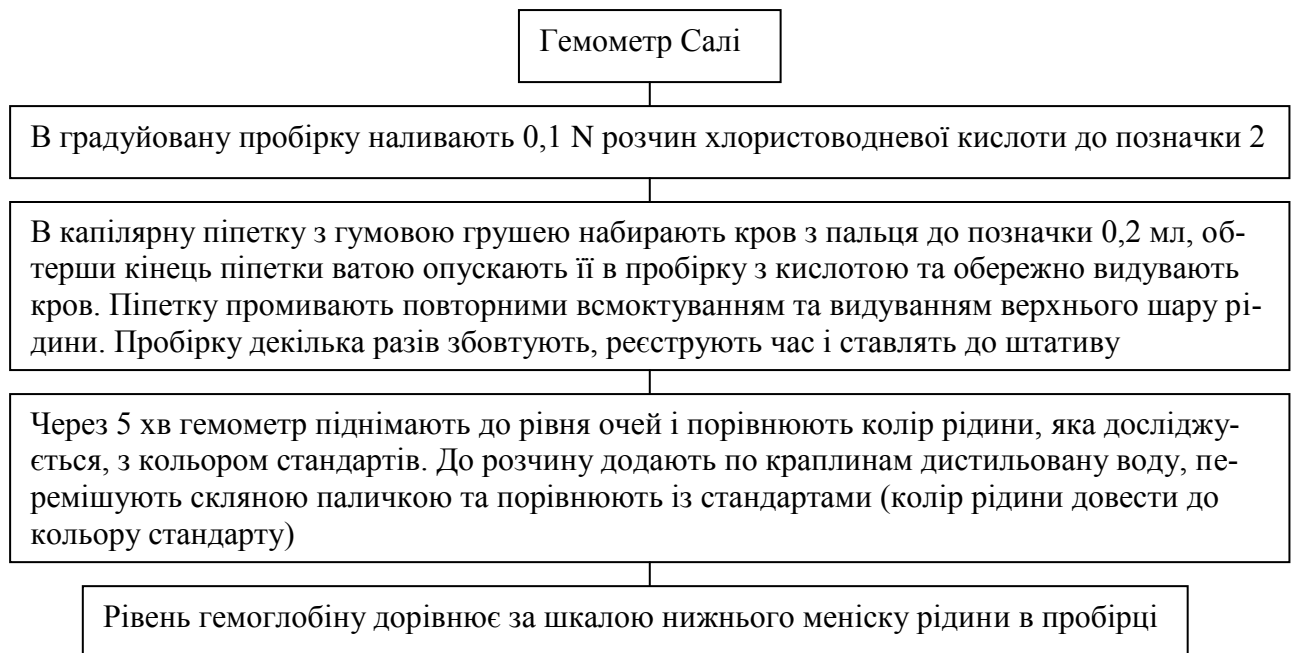 Гемометр Салі
В градуйовану пробірку наливають 0,1 N розчин хлористоводневої кислоти до позначки 2
В капілярну піпетку з гумовою грушею набирають кров з пальця до позначки 0,2 мл, об-
терши кінець піпетки ватою опускають її в пробірку з кислотою та обережно видувають
кров. Піпетку промивають повторними всмоктуванням та видуванням верхнього шару рі-
дини. Пробірку декілька разів збовтують, реєструють час і ставлять до штативу
Через 5 хв гемометр піднімають до рівня очей і порівнюють колір рідини, яка досліджу-
ється, з кольором стандартів. До розчину додають по краплинам дистильовану воду, пе-
ремішують скляною паличкою та порівнюють із стандартами (колір рідини довести до
кольору стандарту)
Рівень гемоглобіну дорівнює за шкалою нижнього меніску рідини в пробірці